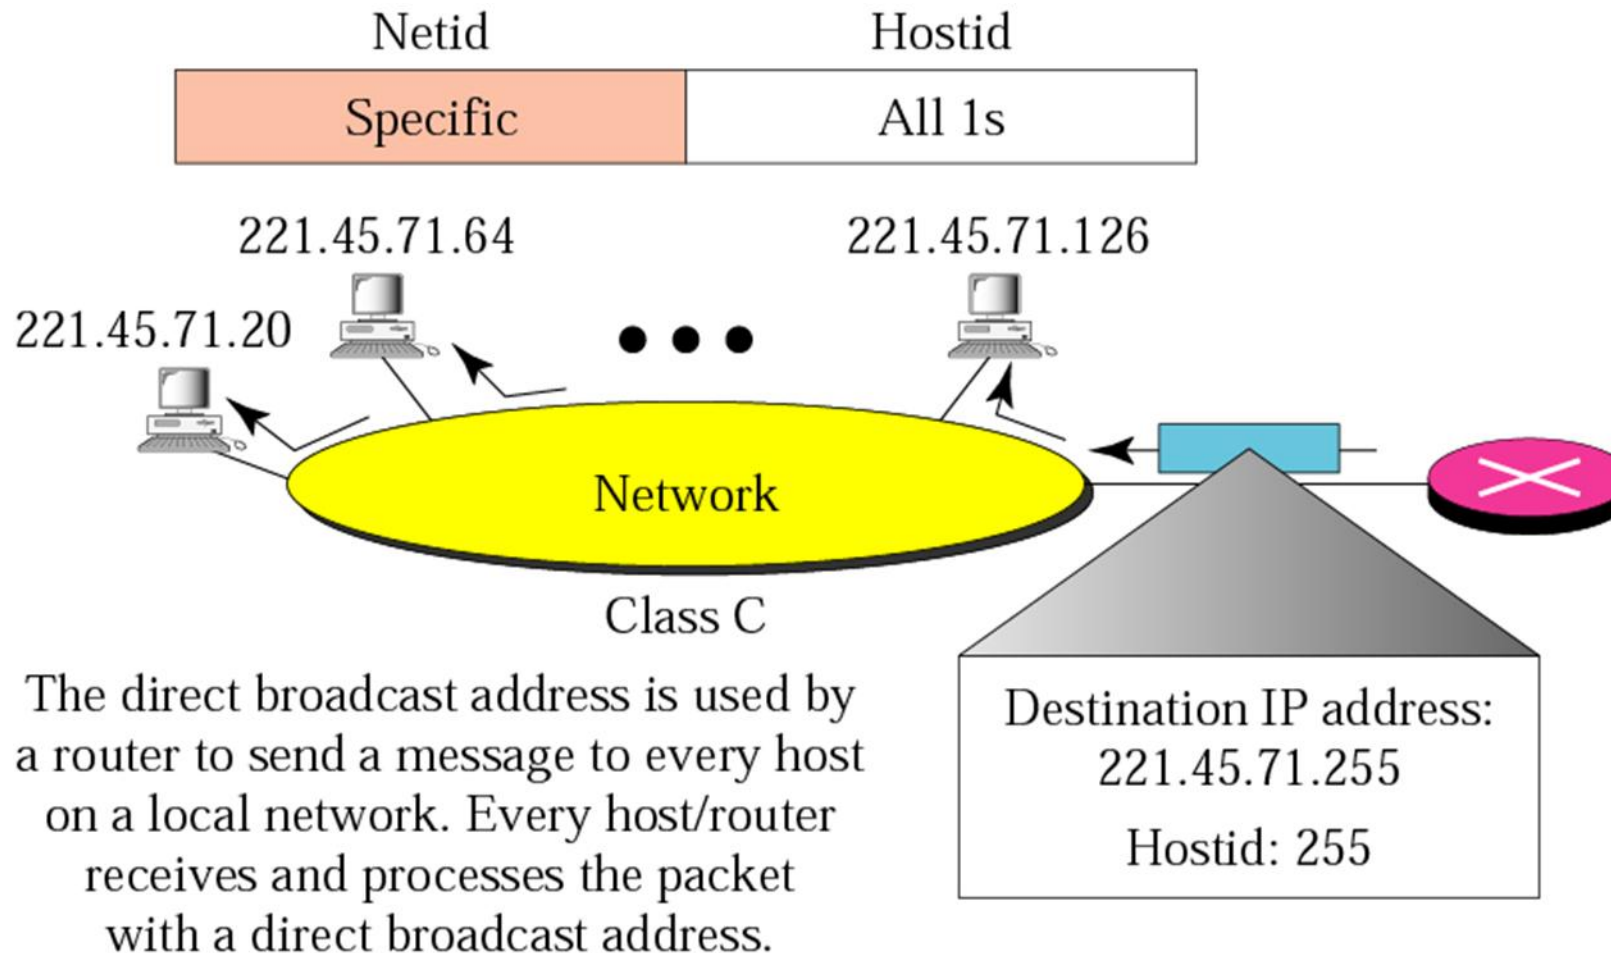 Netid
Hostid
Specific
All 1s
221.45.71.64
221.45.71.126
221.45.71.20
Network
Class C
The direct broadcast address is used by
a router to send a message to every host
on a local network. Every host/router
receives and processes the packet
with a direct broadcast address.
Destination IP address:
221.45.71.255
Hostid: 255